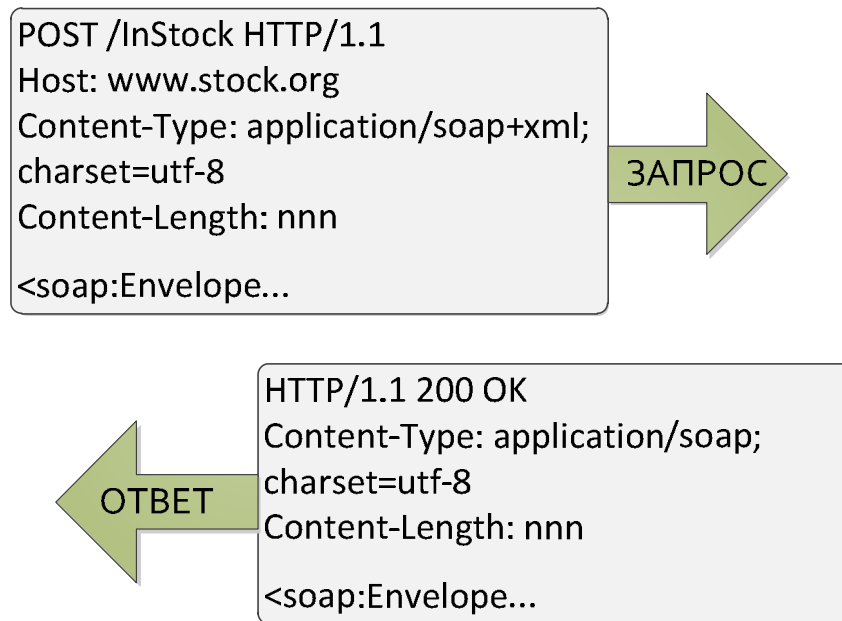 POST /InStock HTTP/1.1
Host: www.stock.org
Content-Type: application/soap+xml;
charset=utf-8
Content-Length: nnn
<soap:Envelope...
ЗАПРОС
HTTP/1.1 200 OK
Content-Type: application/soap;
charset=utf-8
Content-Length: nnn
<soap:Envelope...
ОТВЕТ